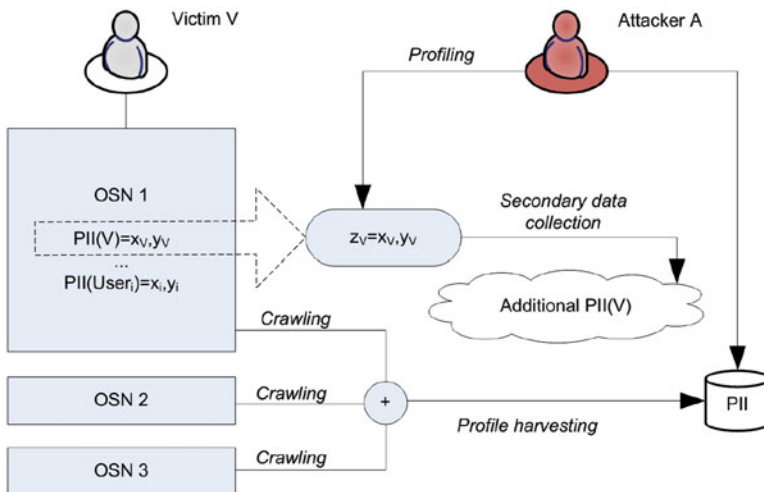 Victim V
Attacker A
Profiling
OSN 1
PII(V)=xV,yV
...
PII(Useri)=xi,yi
zV=xV,yV
Secondary data
collection
Additional PII(V)
Crawling
OSN 2
Crawling
+
PII
Profile harvesting
OSN 3
Crawling